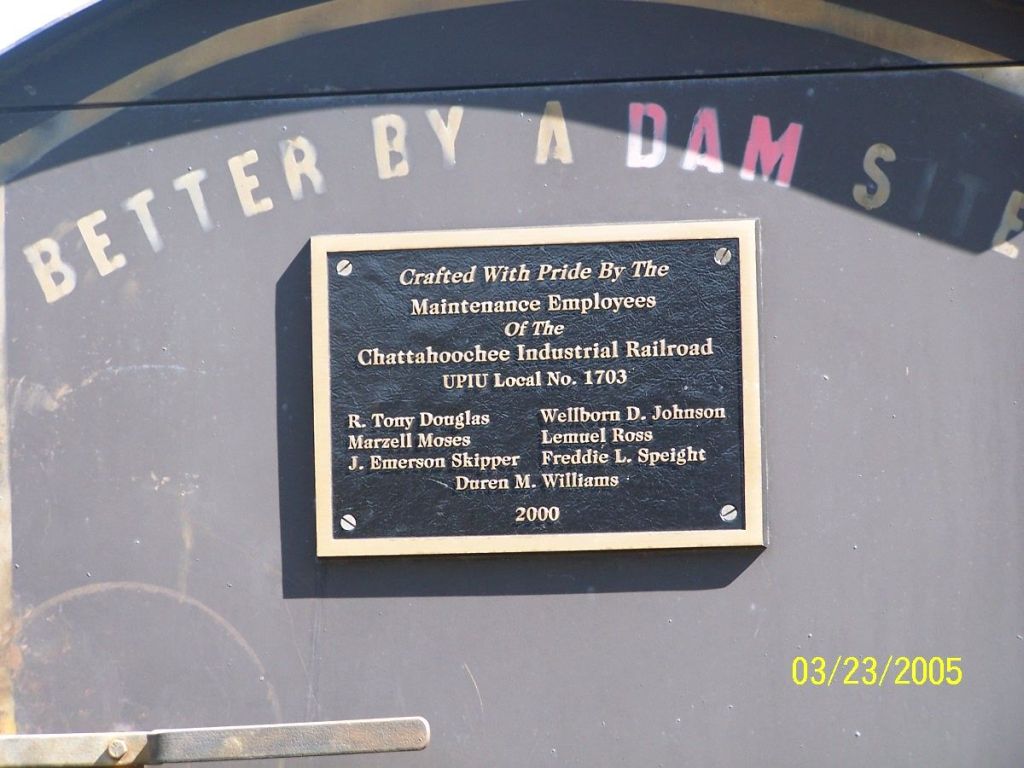 BETTER BY A DAM SITE
Crafted With Pride By The
Maintenance Employees
Of The
Chattahoochee Industrial Railroad
UPIU Local No. 1703
R. Tony Douglas
Marzell Moses
J. Emerson Skipper
Wellborn D. Johnson
Lemuel Ross
Freddie L. Speight
Duren M. Williams
2000
03/23/2005